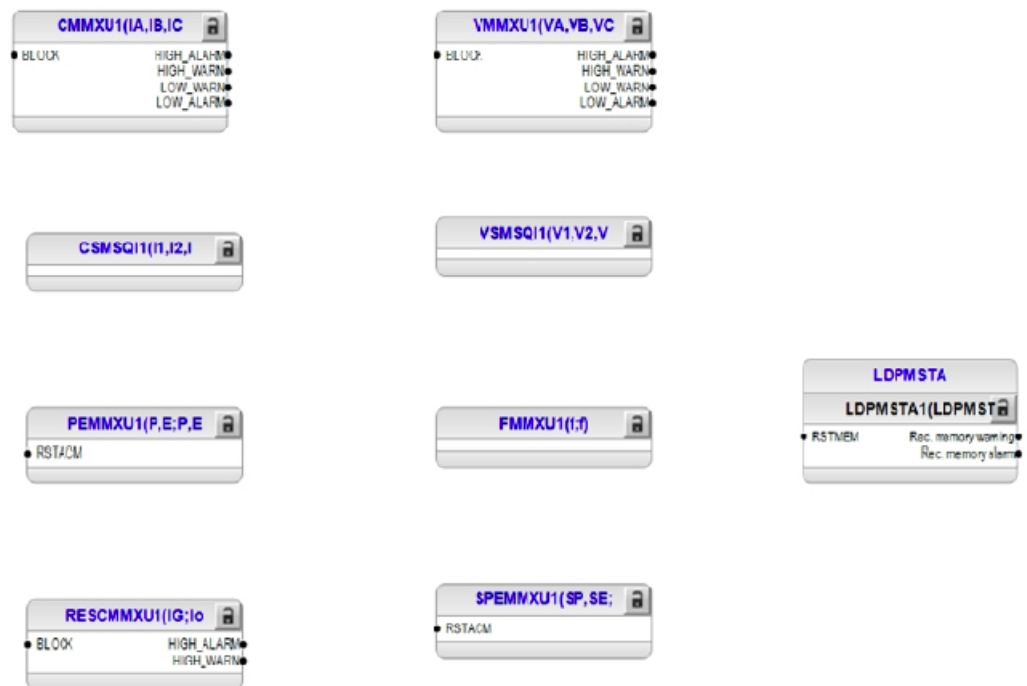 CMMXU1(IA,IB,IC
BLOCK HIGH_ALARM
HIGH_WARN
LOW_WARN
LOW_ALARM
VMMXU1(VA,VB,VC
BLOCK HIGH_ALARM
HIGH_WARN
LOW_WARN
LOW_ALARM
CSMSQI1(I1,I2,I
VSMSQI1(V1,V2,V
LDPMSTA
LDPMSTA1(LDPMST
RSTMEM Rec. memory warning
Rec. memory alarm
PEMMXU1(P,E;P,E
RSTACM
FMMXU1(f;f)
RESCMMXU1(IG;Io
BLOCK HIGH_ALARM
HIGH_WARN
SPEMMXU1(SP,SE;
RSTACM